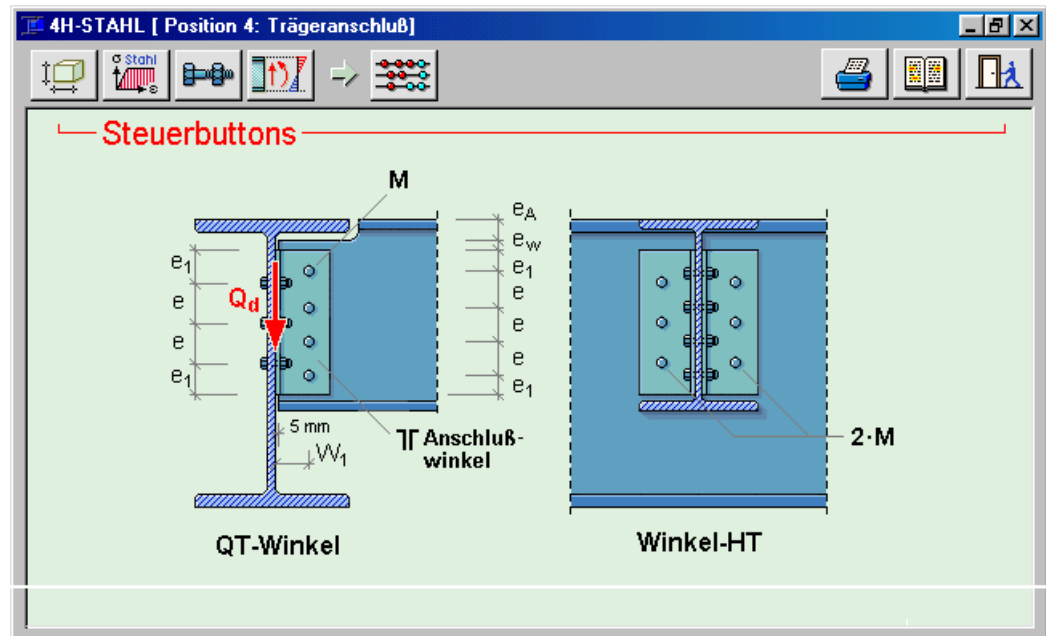 4H-STAHL [ Position 4: Trägeranschluß]
σ Stahl
ε
Steuerbuttons
M
e1
e
e
e1
Qd
5 mm
W1
Anschluß-
winkel
QT-Winkel
eA
ew
e1
e
e
e
e1
2·M
Winkel-HT